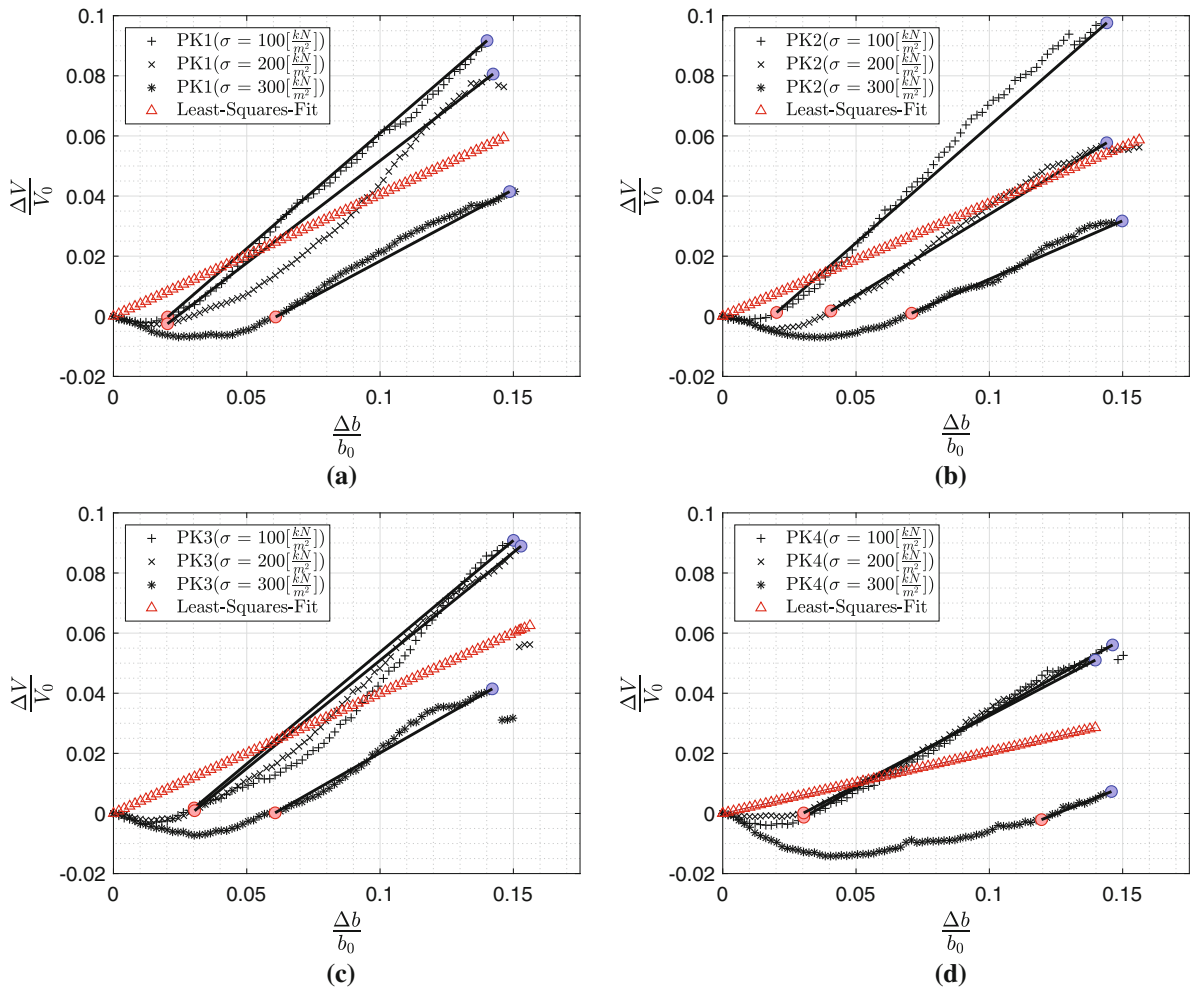 0.1
0.08
0.06
0.04
0.02
0
-0.02
ΔV
V₀
PK1(σ = 100[kN/m²])
PK1(σ = 200[kN/m²])
PK1(σ = 300[kN/m²])
Least-Squares-Fit
0 0.05 0.1 0.15
Δb
b₀
(a)
0.1
0.08
0.06
0.04
0.02
0
-0.02
ΔV
V₀
PK2(σ = 100[kN/m²])
PK2(σ = 200[kN/m²])
PK2(σ = 300[kN/m²])
Least-Squares-Fit
0 0.05 0.1 0.15
Δb
b₀
(b)
0.1
0.08
0.06
0.04
0.02
0
-0.02
ΔV
V₀
PK3(σ = 100[kN/m²])
PK3(σ = 200[kN/m²])
PK3(σ = 300[kN/m²])
Least-Squares-Fit
0 0.05 0.1 0.15
Δb
b₀
(c)
0.1
0.08
0.06
0.04
0.02
0
-0.02
ΔV
V₀
PK4(σ = 100[kN/m²])
PK4(σ = 200[kN/m²])
PK4(σ = 300[kN/m²])
Least-Squares-Fit
0 0.05 0.1 0.15
Δb
b₀
(d)